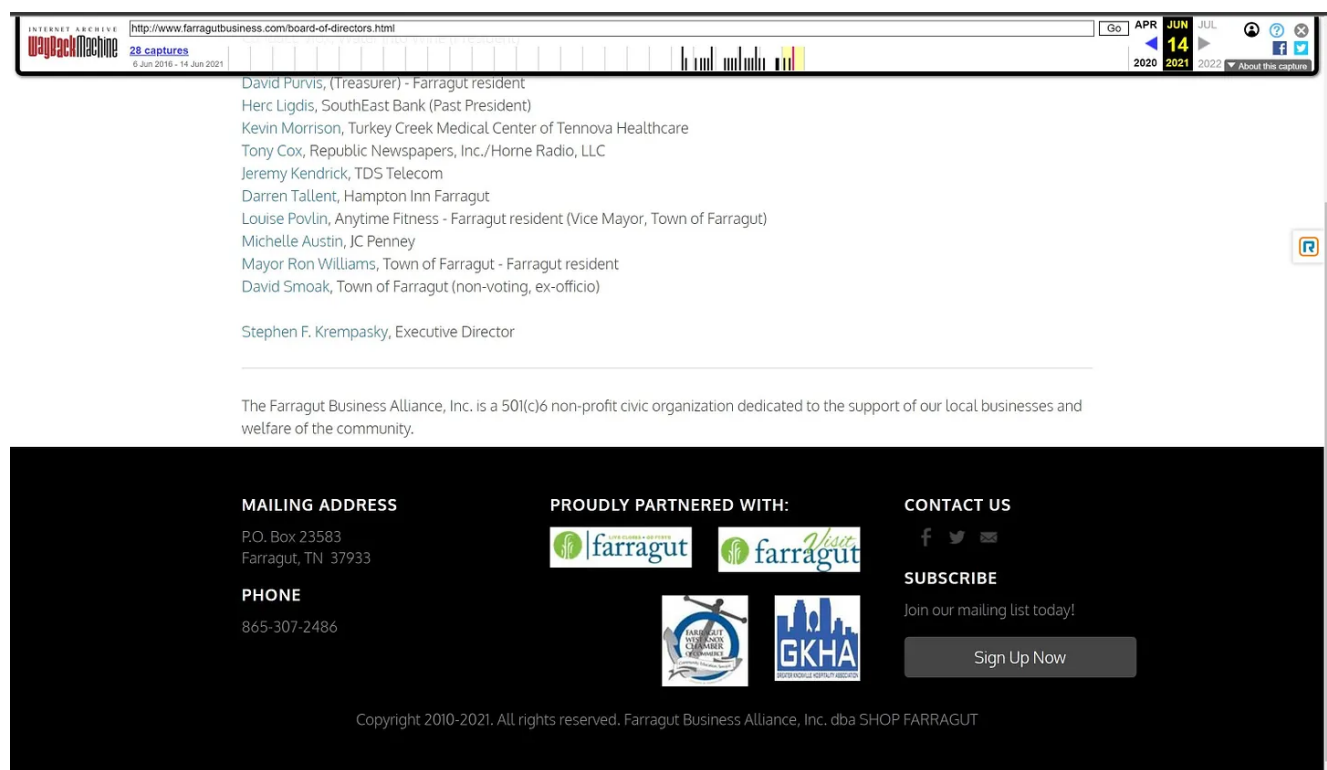 INTERNET ARCHIVE
WayBackMachine
http://www.farragutbusiness.com/board-of-directors.html
Go
APR JUN JUL
14
2020 2021 2022
28 captures
6 Jun 2016 - 14 Jun 2021
About this capture
David Purvis, (Treasurer) - Farragut resident
Herc Ligdis, SouthEast Bank (Past President)
Kevin Morrison, Turkey Creek Medical Center of Tennova Healthcare
Tony Cox, Republic Newspapers, Inc./Horne Radio, LLC
Jeremy Kendrick, TDS Telecom
Darren Tallent, Hampton Inn Farragut
Louise Povlin, Anytime Fitness - Farragut resident (Vice Mayor, Town of Farragut)
Michelle Austin, JC Penney
Mayor Ron Williams, Town of Farragut - Farragut resident
David Smoak, Town of Farragut (non-voting, ex-officio)
Stephen F. Krempasky, Executive Director
The Farragut Business Alliance, Inc. is a 501(c)6 non-profit civic organization dedicated to the support of our local businesses and
welfare of the community.
MAILING ADDRESS
P.O. Box 23583
Farragut, TN 37933
PHONE
865-307-2486
PROUDLY PARTNERED WITH:
farragut
Visit
farragut
FARRAGUT
WEST KNOX
CHAMBER
OF COMMERCE
GKHA
GREATER KNOXVILLE HOSPITALITY ASSOCIATION
CONTACT US
SUBSCRIBE
Join our mailing list today!
Sign Up Now
Copyright 2010-2021. All rights reserved. Farragut Business Alliance, Inc. dba SHOP FARRAGUT